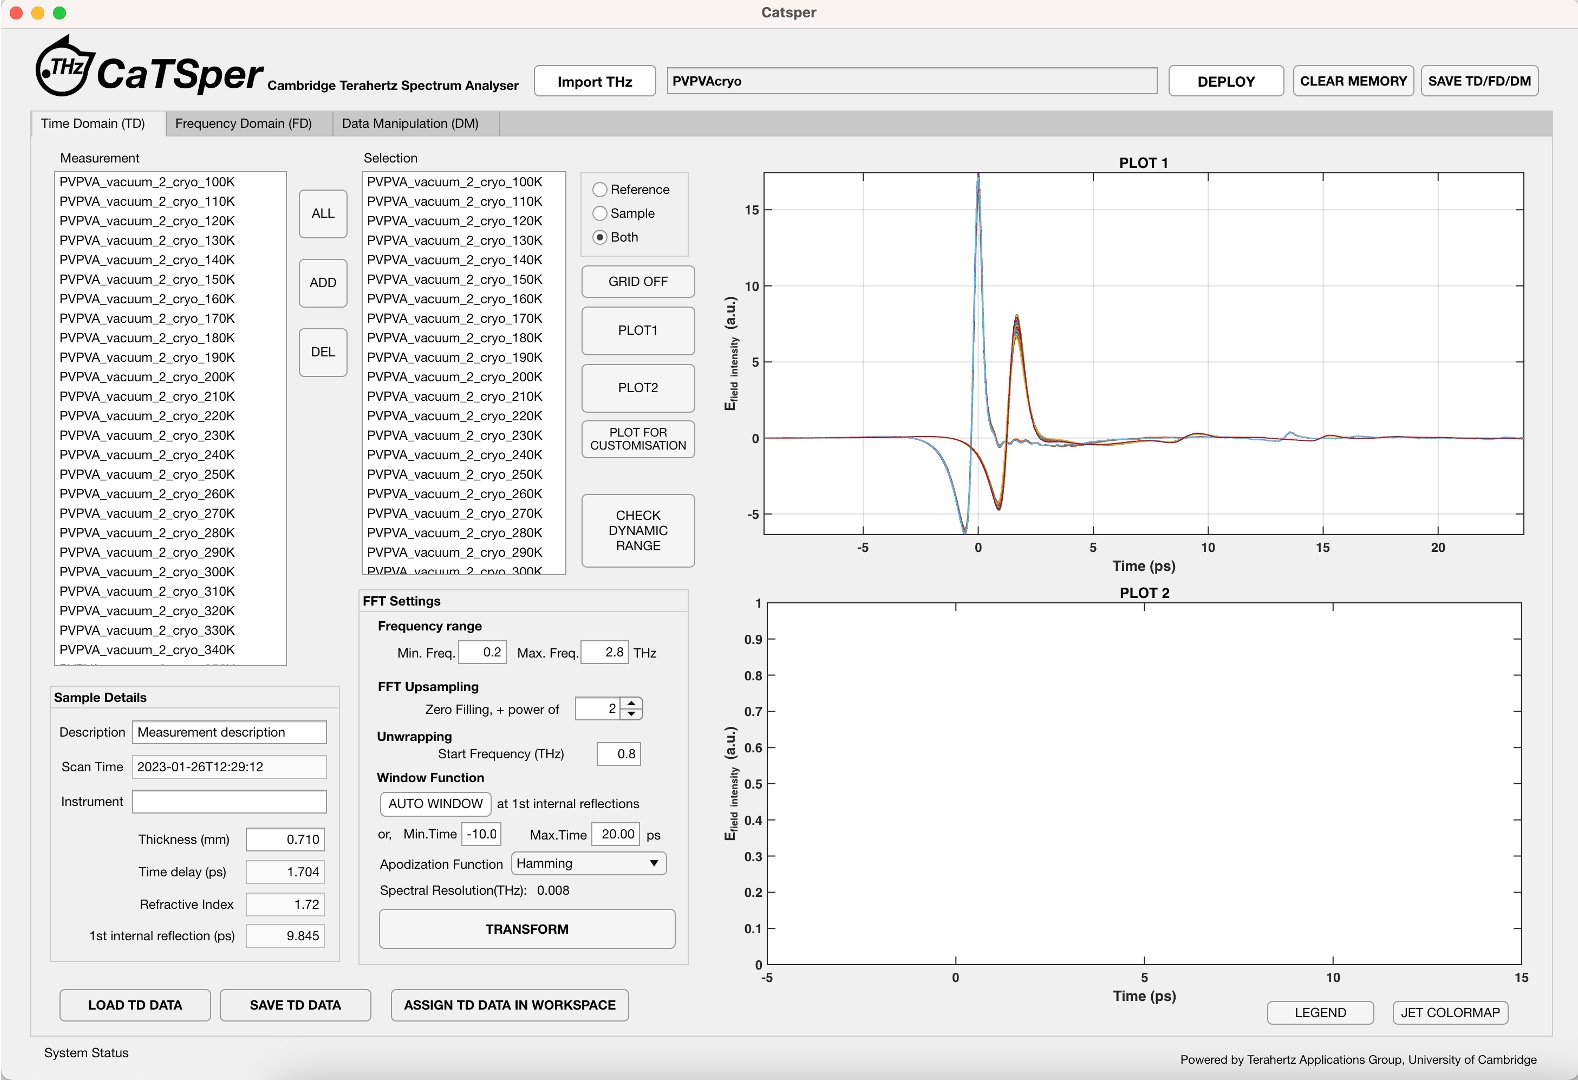 Catsper
THz CaTSper Cambridge Terahertz Spectrum Analyser
Import THz
PVPVAcryo
DEPLOY
CLEAR MEMORY
SAVE TD/FD/DM
Time Domain (TD)
Frequency Domain (FD)
Data Manipulation (DM)
Measurement
PVPVA_vacuum_2_cryo_100K
PVPVA_vacuum_2_cryo_110K
PVPVA_vacuum_2_cryo_120K
PVPVA_vacuum_2_cryo_130K
PVPVA_vacuum_2_cryo_140K
PVPVA_vacuum_2_cryo_150K
PVPVA_vacuum_2_cryo_160K
PVPVA_vacuum_2_cryo_170K
PVPVA_vacuum_2_cryo_180K
PVPVA_vacuum_2_cryo_190K
PVPVA_vacuum_2_cryo_200K
PVPVA_vacuum_2_cryo_210K
PVPVA_vacuum_2_cryo_220K
PVPVA_vacuum_2_cryo_230K
PVPVA_vacuum_2_cryo_240K
PVPVA_vacuum_2_cryo_250K
PVPVA_vacuum_2_cryo_260K
PVPVA_vacuum_2_cryo_270K
PVPVA_vacuum_2_cryo_280K
PVPVA_vacuum_2_cryo_290K
PVPVA_vacuum_2_cryo_300K
PVPVA_vacuum_2_cryo_310K
PVPVA_vacuum_2_cryo_320K
PVPVA_vacuum_2_cryo_330K
PVPVA_vacuum_2_cryo_340K
ALL
ADD
DEL
Selection
PVPVA_vacuum_2_cryo_100K
PVPVA_vacuum_2_cryo_110K
PVPVA_vacuum_2_cryo_120K
PVPVA_vacuum_2_cryo_130K
PVPVA_vacuum_2_cryo_140K
PVPVA_vacuum_2_cryo_150K
PVPVA_vacuum_2_cryo_160K
PVPVA_vacuum_2_cryo_170K
PVPVA_vacuum_2_cryo_180K
PVPVA_vacuum_2_cryo_190K
PVPVA_vacuum_2_cryo_200K
PVPVA_vacuum_2_cryo_210K
PVPVA_vacuum_2_cryo_220K
PVPVA_vacuum_2_cryo_230K
PVPVA_vacuum_2_cryo_240K
PVPVA_vacuum_2_cryo_250K
PVPVA_vacuum_2_cryo_260K
PVPVA_vacuum_2_cryo_270K
PVPVA_vacuum_2_cryo_280K
PVPVA_vacuum_2_cryo_290K
PVPVA_vacuum_2_cryo_300K
Reference
Sample
Both
GRID OFF
PLOT1
PLOT2
PLOT FOR
CUSTOMISATION
CHECK
DYNAMIC
RANGE
Sample Details
Description Measurement description
Scan Time 2023-01-26T12:29:12
Instrument
Thickness (mm) 0.710
Time delay (ps) 1.704
Refractive Index 1.72
1st internal reflection (ps) 9.845
FFT Settings
Frequency range
Min. Freq. 0.2 Max. Freq. 2.8 THz
FFT Upsampling
Zero Filling, + power of 2
Unwrapping
Start Frequency (THz) 0.8
Window Function
AUTO WINDOW at 1st internal reflections
or, Min.Time -10.0 Max.Time 20.00 ps
Apodization Function Hamming
Spectral Resolution(THz): 0.008
TRANSFORM
LOAD TD DATA
SAVE TD DATA
ASSIGN TD DATA IN WORKSPACE
PLOT 1
E field intensity (a.u.)
15
10
5
0
-5
-5 0 5 10 15 20
Time (ps)
PLOT 2
E field intensity (a.u.)
1
0.9
0.8
0.7
0.6
0.5
0.4
0.3
0.2
0.1
0
-5 0 5 10 15
Time (ps)
LEGEND
JET COLORMAP
System Status
Powered by Terahertz Applications Group, University of Cambridge